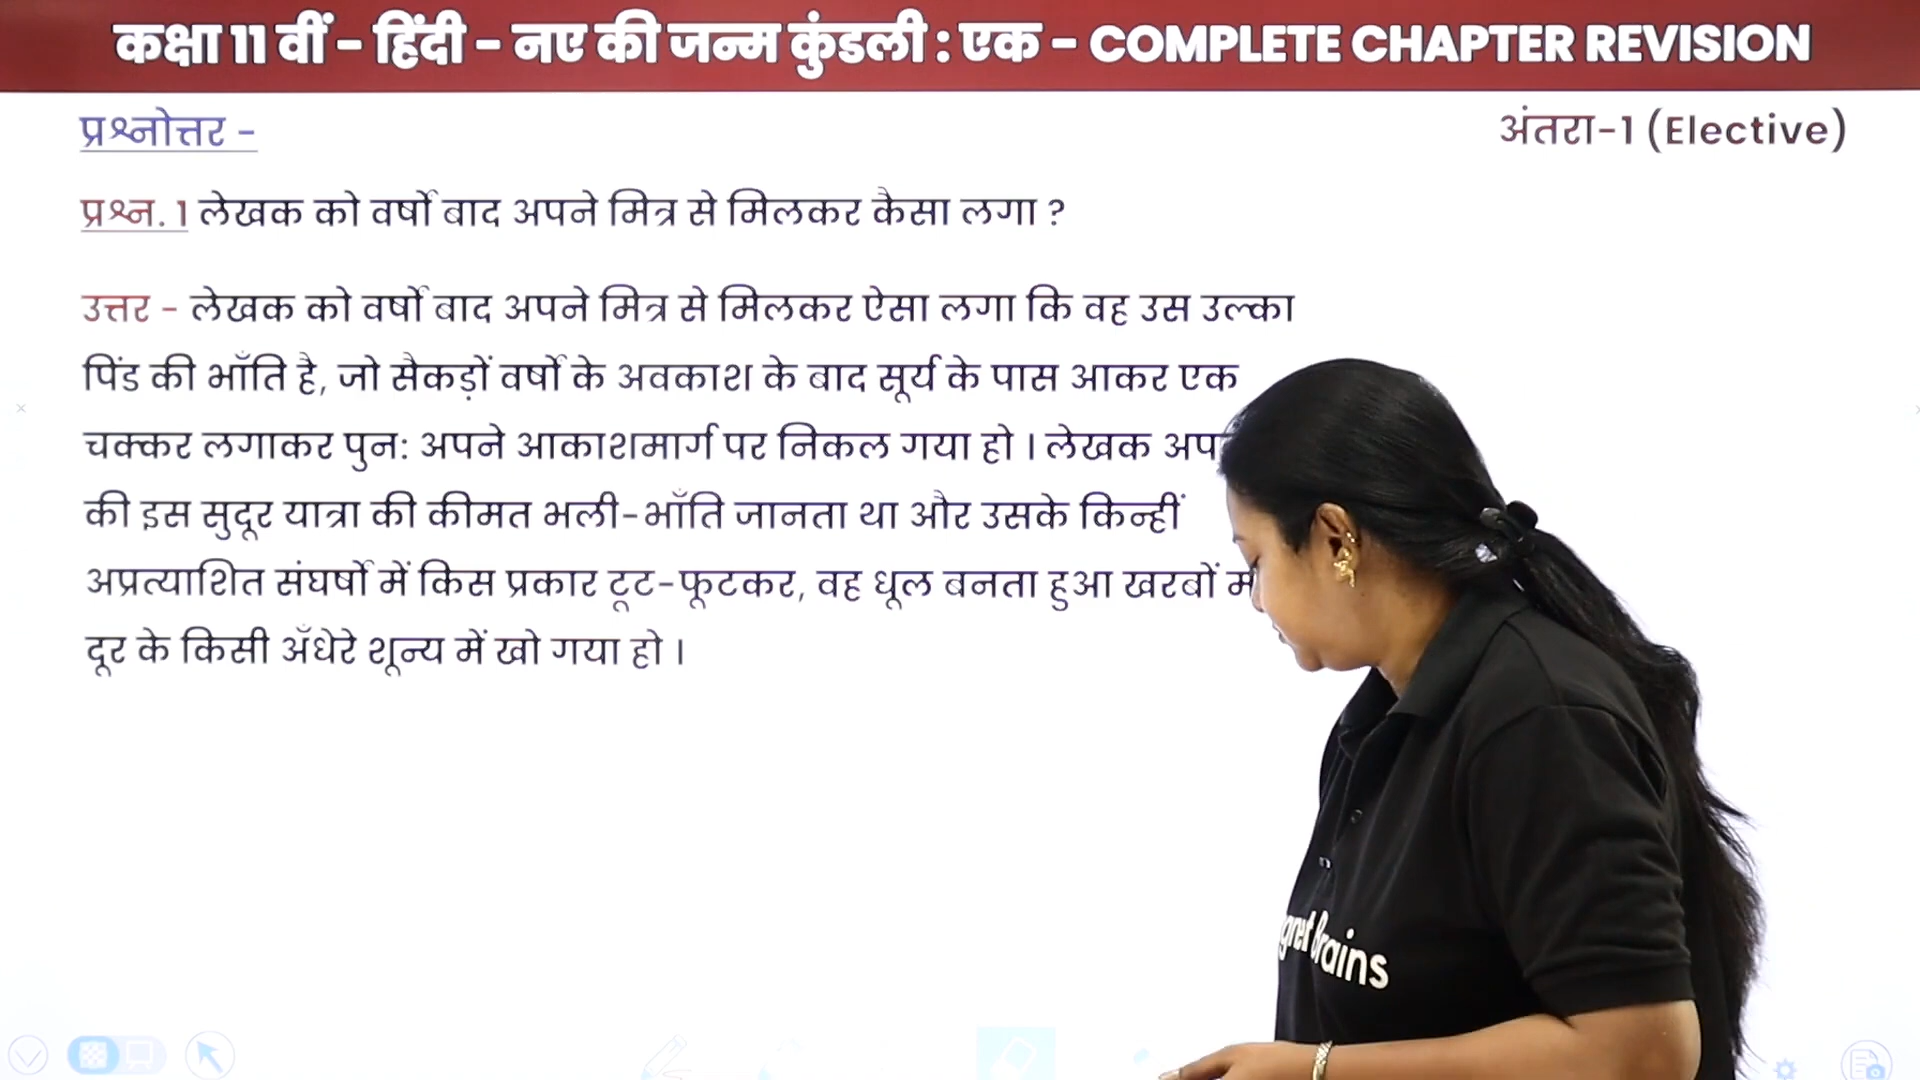 कक्षा 11 वीं - हिंदी - नए की जन्म कुंडली : एक - COMPLETE CHAPTER REVISION
प्रश्नोत्तर -
अंतरा-1 (Elective)
प्रश्न. 1 लेखक को वर्षों बाद अपने मित्र से मिलकर कैसा लगा ?
उत्तर - लेखक को वर्षों बाद अपने मित्र से मिलकर ऐसा लगा कि वह उस उल्का
पिंड की भाँति है, जो सैकड़ों वर्षों के अवकाश के बाद सूर्य के पास आकर एक
चक्कर लगाकर पुन: अपने आकाशमार्ग पर निकल गया हो । लेखक
की इस सुदूर यात्रा की कीमत भली-भाँति जानता था और उसके किन्हीं
अप्रत्याशित संघर्षों में किस प्रकार टूट-फूटकर, वह धूल बनता हुआ खरबों
दूर के किसी अँधेरे शून्य में खो गया हो ।
Brains